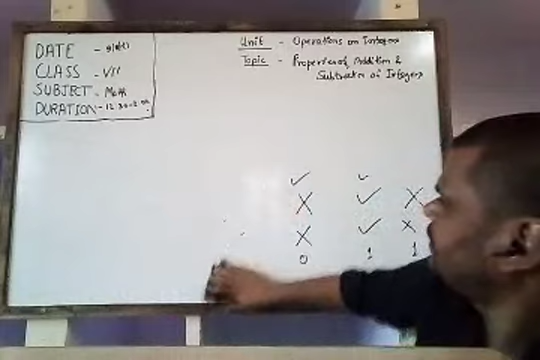 DATE -
CLASS - VII
SUBJECT - Math
DURATION -
Unit - Operations on Integers
Topic - Properties of Addition &
Subtraction of Integers
✓ ✓
X ✓ X
X ✓ X
0 1 1